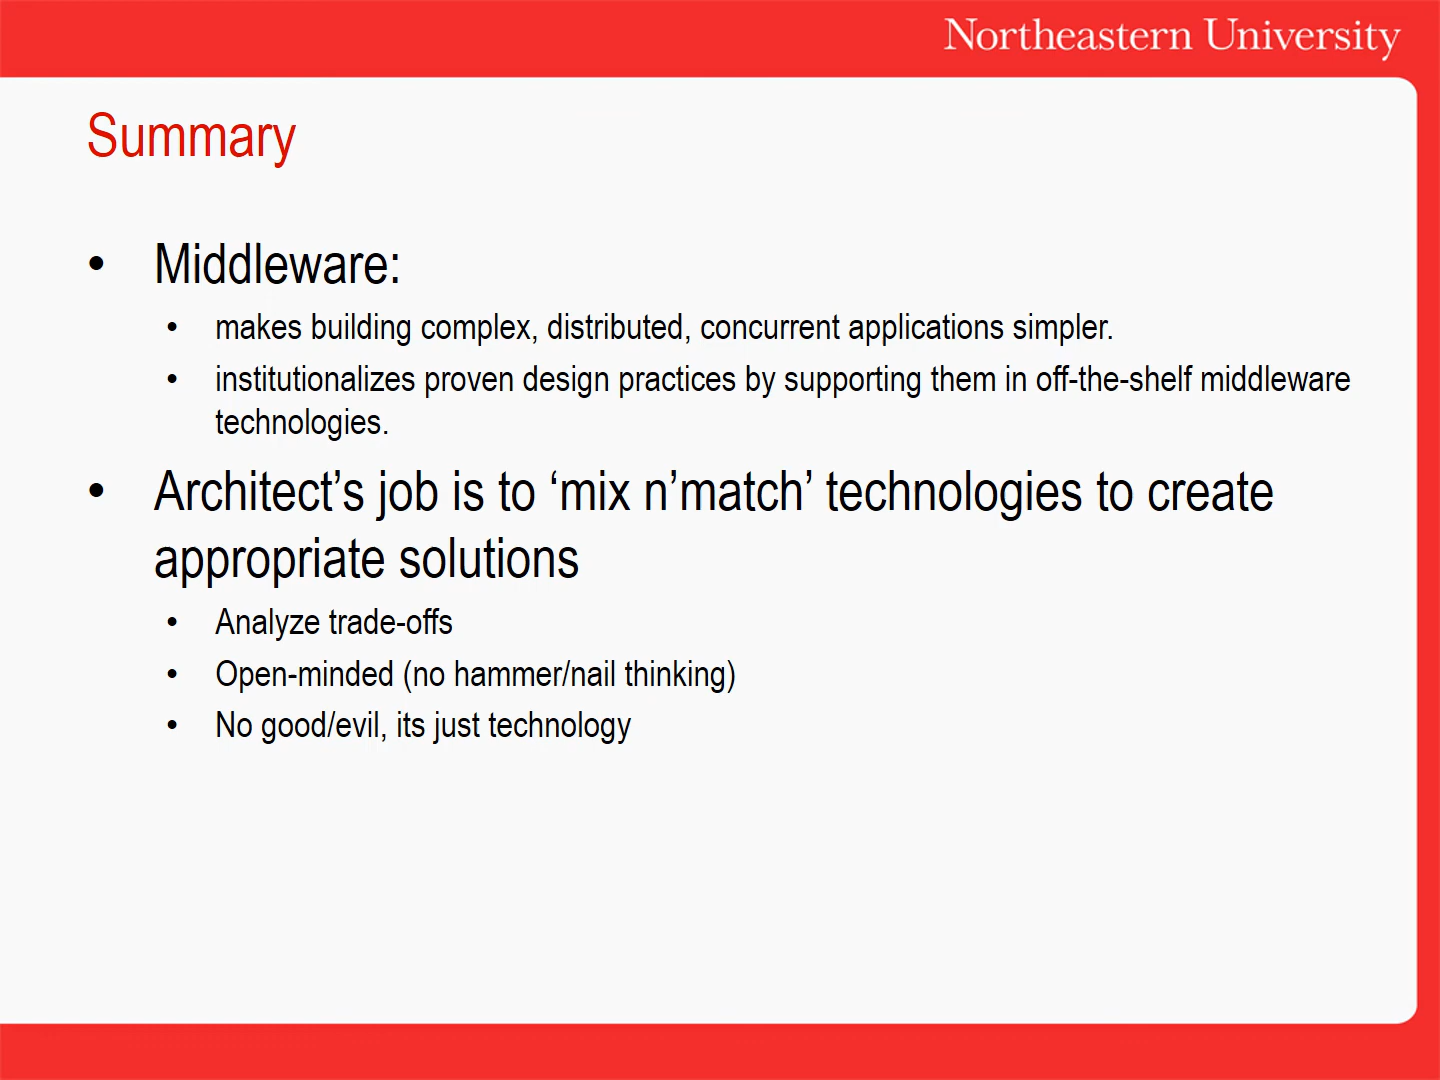 Northeastern University
Summary
• Middleware:
• makes building complex, distributed, concurrent applications simpler.
• institutionalizes proven design practices by supporting them in off-the-shelf middleware
technologies.
• Architect’s job is to ‘mix n’match’ technologies to create
appropriate solutions
• Analyze trade-offs
• Open-minded (no hammer/nail thinking)
• No good/evil, its just technology